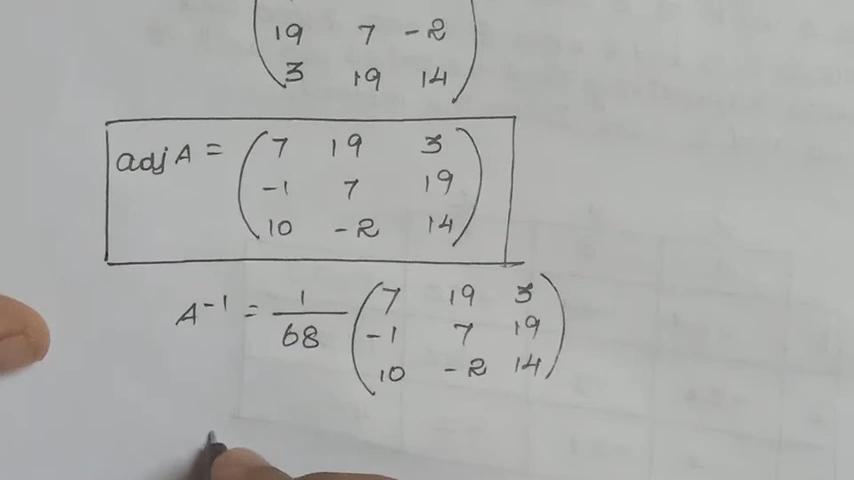 19 7 -2
3 19 14
adj A = (7 19 3
-1 7 19
10 -2 14)
A⁻¹ = 1/68 (7 19 3
-1 7 19
10 -2 14)